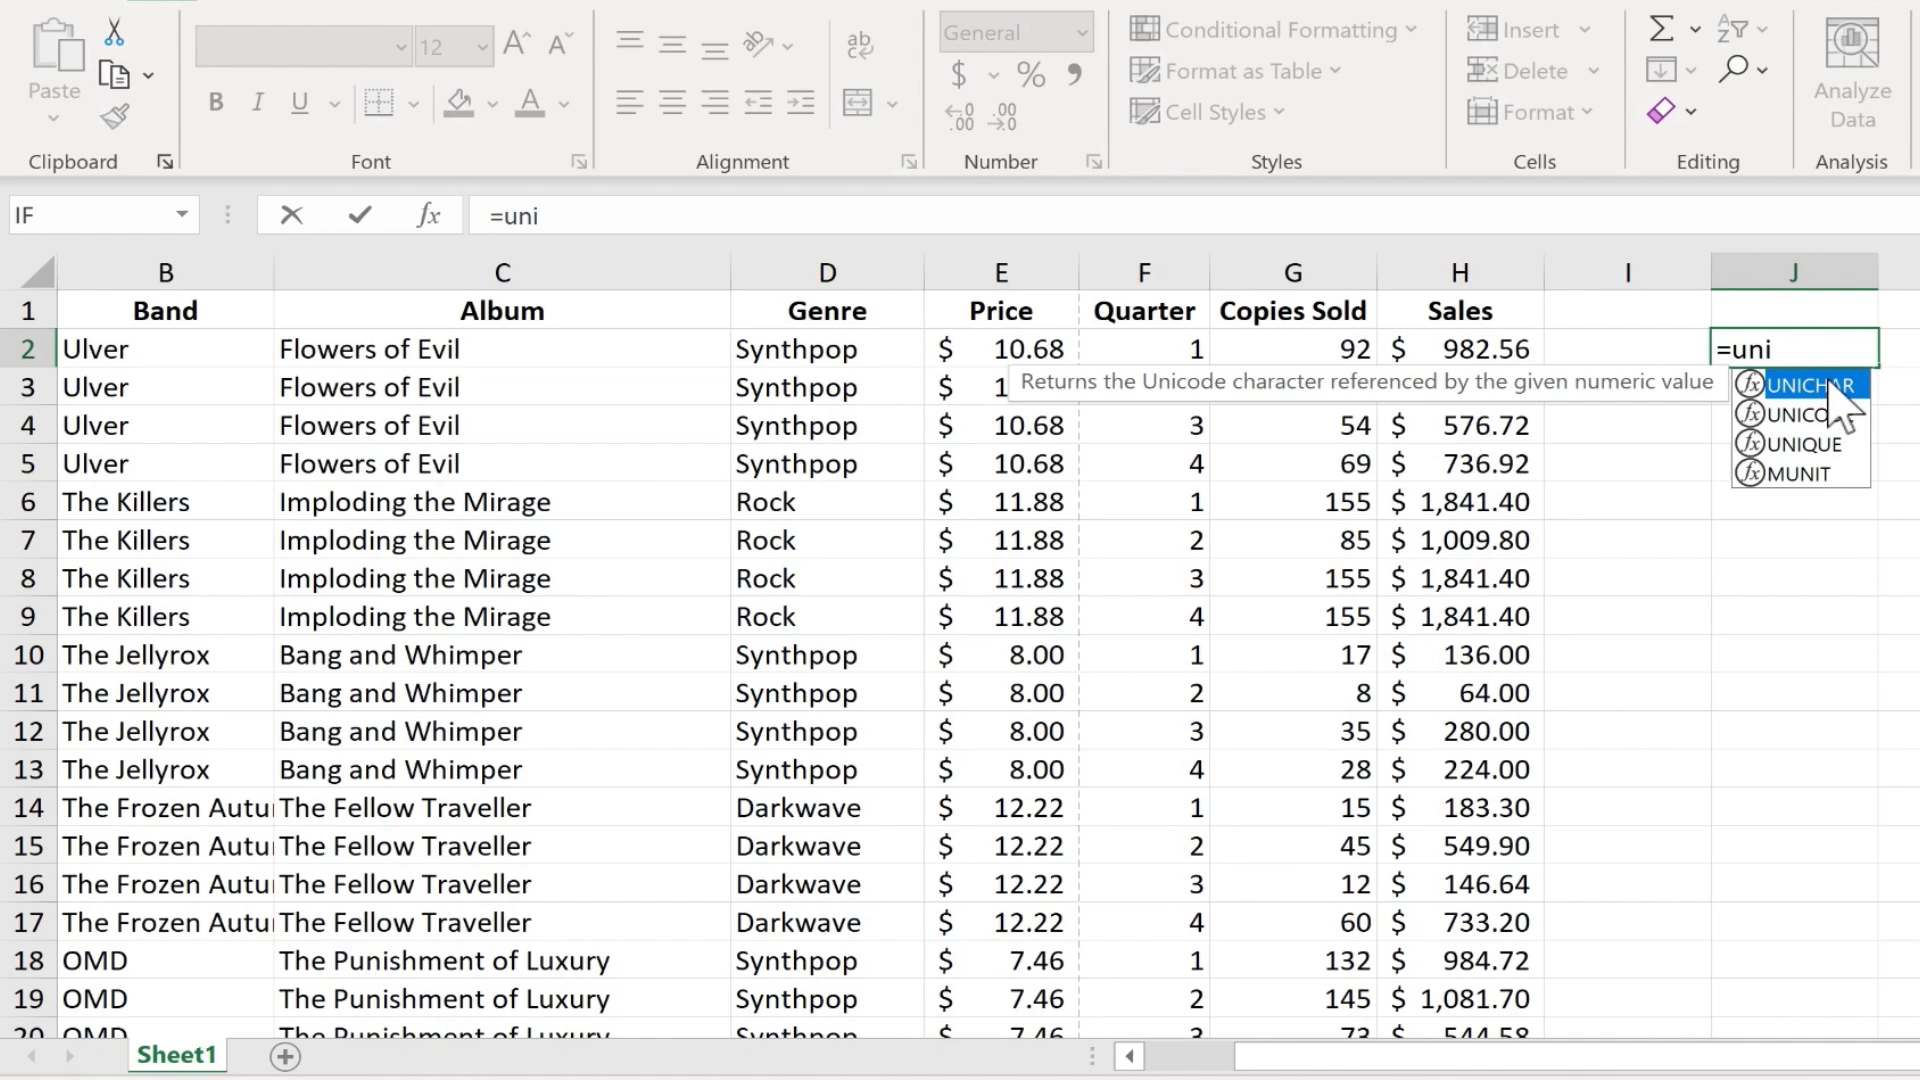 General
12
Paste
Conditional Formatting
Format as Table
Cell Styles
Insert
Delete
Format
Analyze
Data
Clipboard
Font
Alignment
Number
Styles
Cells
Editing
Analysis
IF
fx
=uni
B C D E F G H I J
1 Band Album Genre Price Quarter Copies Sold Sales
2 Ulver Flowers of Evil Synthpop $ 10.68 1 92 $ 982.56 =uni
Returns the Unicode character referenced by the given numeric value
UNICHAR
UNIQUE
MUNIT
3 Ulver Flowers of Evil Synthpop $
4 Ulver Flowers of Evil Synthpop $ 10.68 3 54 $ 576.72
5 Ulver Flowers of Evil Synthpop $ 10.68 4 69 $ 736.92
6 The Killers Imploding the Mirage Rock $ 11.88 1 155 $ 1,841.40
7 The Killers Imploding the Mirage Rock $ 11.88 2 85 $ 1,009.80
8 The Killers Imploding the Mirage Rock $ 11.88 3 155 $ 1,841.40
9 The Killers Imploding the Mirage Rock $ 11.88 4 155 $ 1,841.40
10 The Jellyrox Bang and Whimper Synthpop $ 8.00 1 17 $ 136.00
11 The Jellyrox Bang and Whimper Synthpop $ 8.00 2 8 $ 64.00
12 The Jellyrox Bang and Whimper Synthpop $ 8.00 3 35 $ 280.00
13 The Jellyrox Bang and Whimper Synthpop $ 8.00 4 28 $ 224.00
14 The Frozen Autu The Fellow Traveller Darkwave $ 12.22 1 15 $ 183.30
15 The Frozen Autu The Fellow Traveller Darkwave $ 12.22 2 45 $ 549.90
16 The Frozen Autu The Fellow Traveller Darkwave $ 12.22 3 12 $ 146.64
17 The Frozen Autu The Fellow Traveller Darkwave $ 12.22 4 60 $ 733.20
18 OMD The Punishment of Luxury Synthpop $ 7.46 1 132 $ 984.72
19 OMD The Punishment of Luxury Synthpop $ 7.46 2 145 $ 1,081.70
20 OMD The Punishment of Luxury Synthpop $ 7.46 3 73 $ 544.58
Sheet1